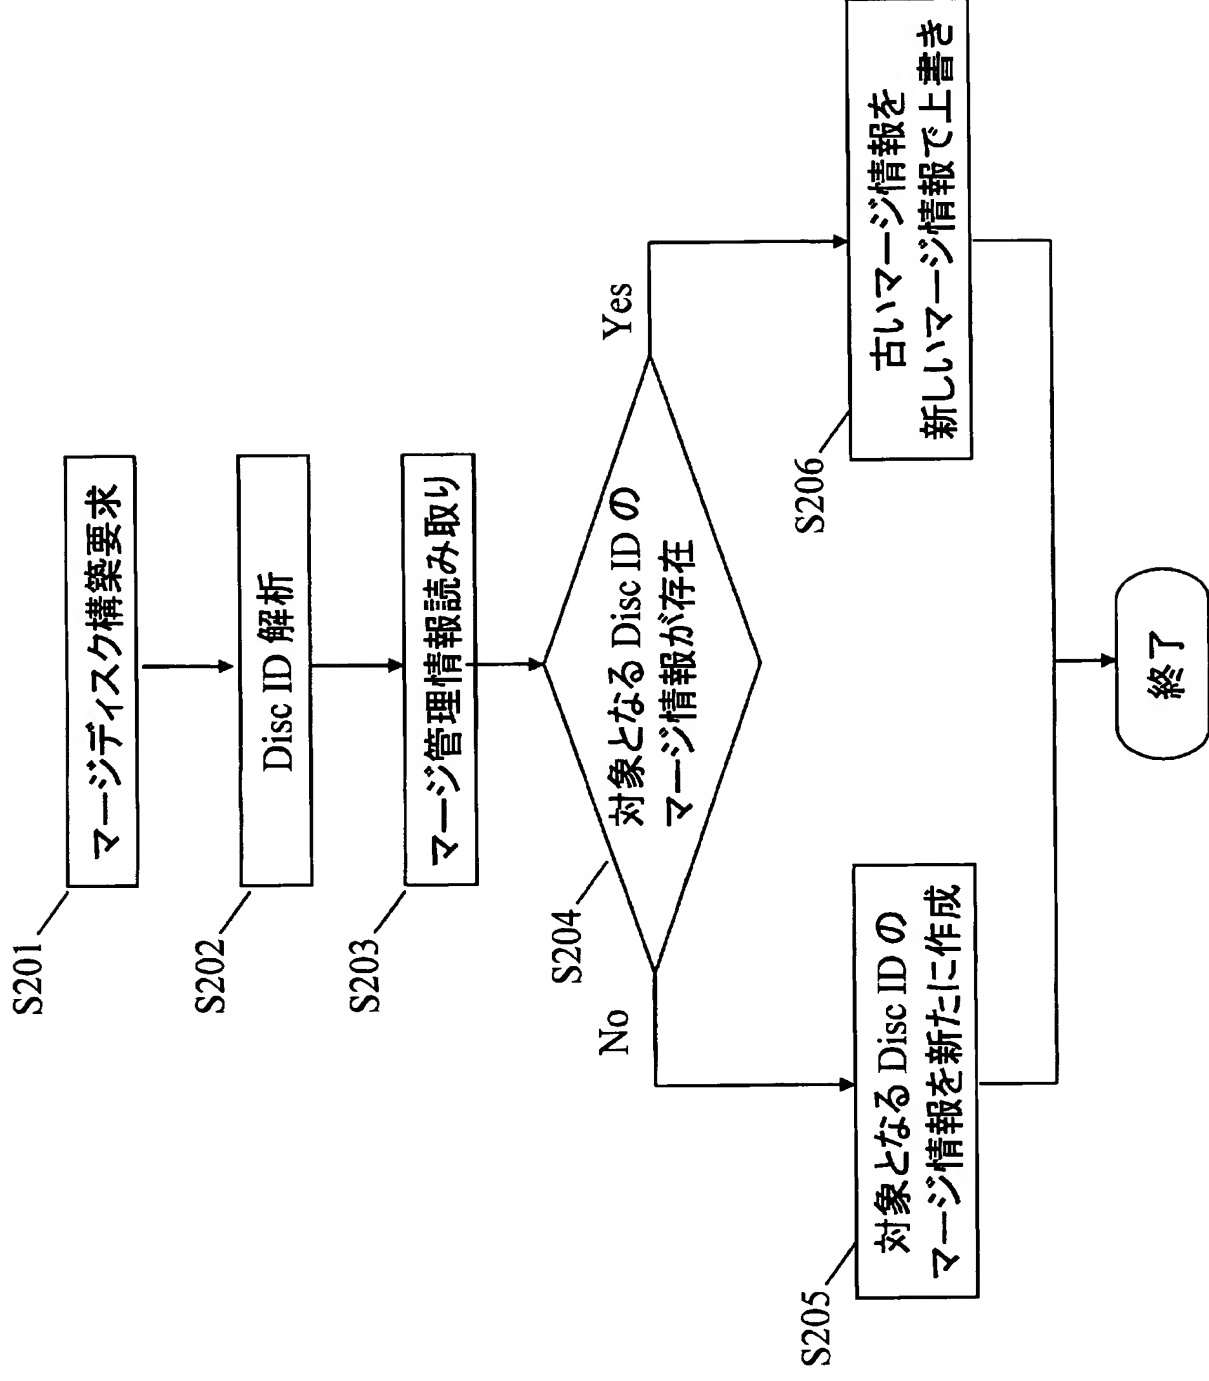 S201
マージディスク構築要求
S202
Disc ID 解析
S203
マージ管理情報読み取り
S204
対象となる Disc ID の
マージ情報が存在
No
Yes
S205
対象となる Disc ID の
マージ情報を新たに作成
S206
古いマージ情報を
新しいマージ情報で上書き
終了